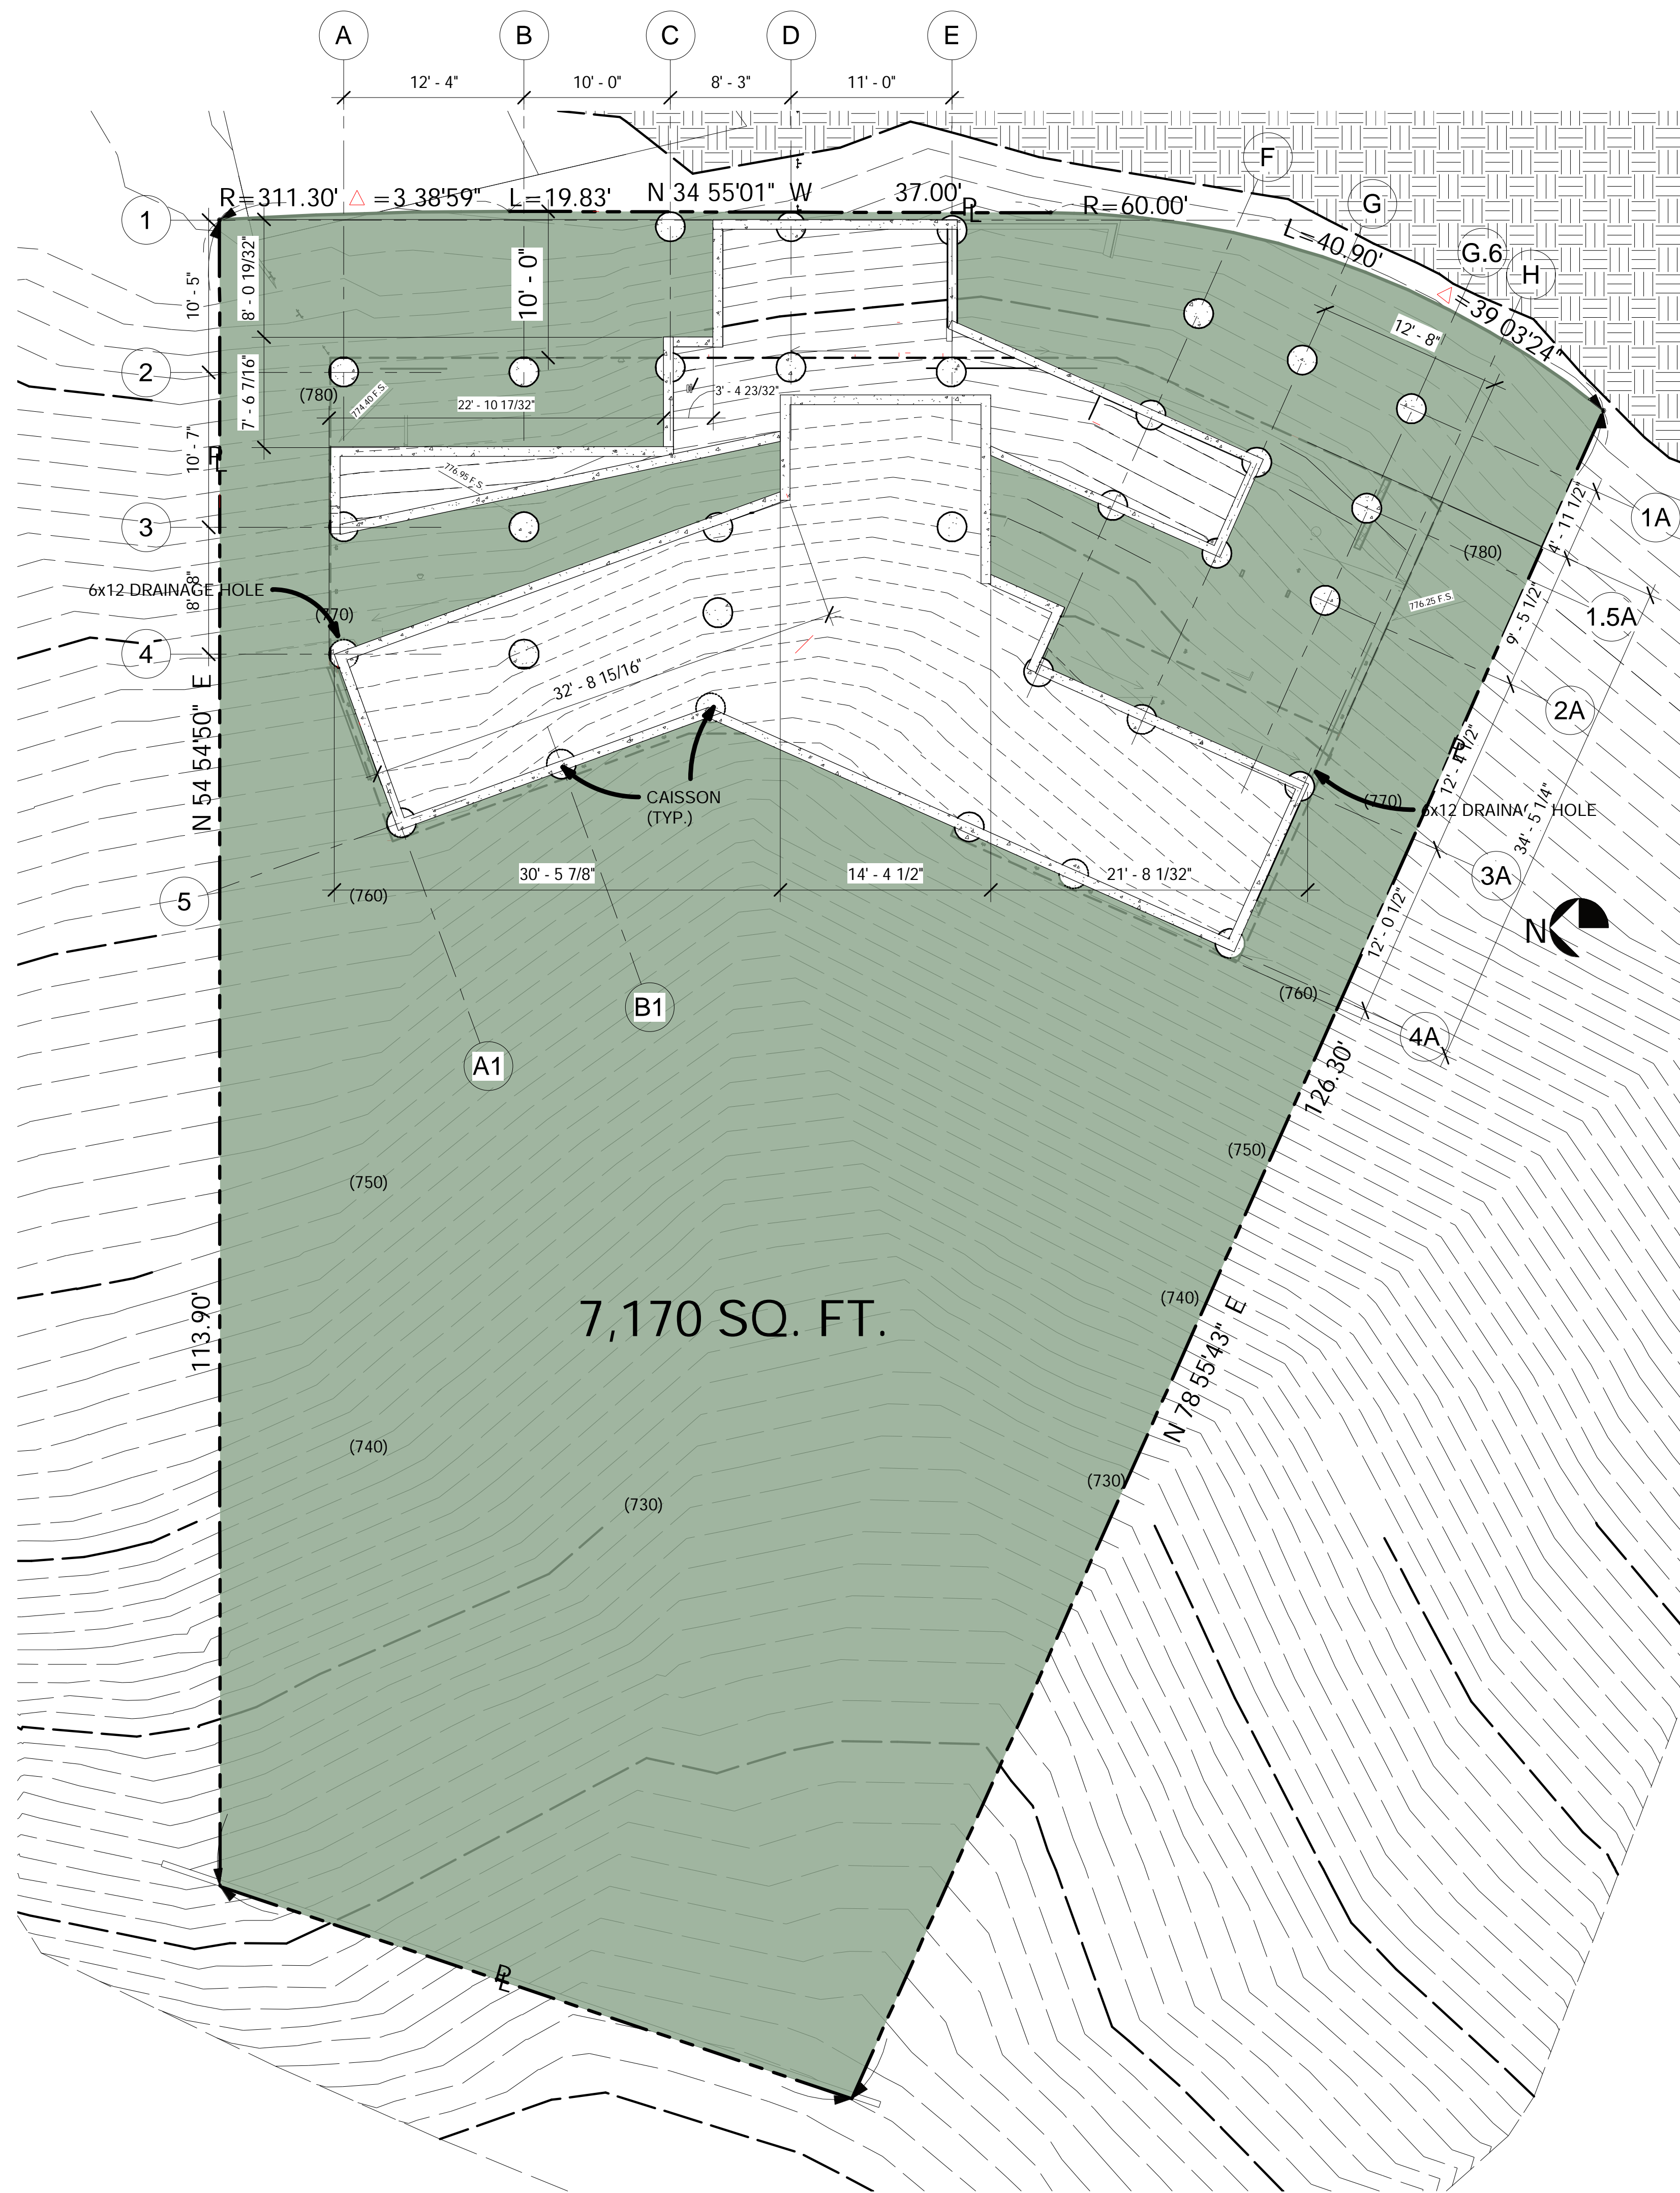 A B C D E
12' - 4" 10' - 0" 8' - 3" 11' - 0"
F
G
G.6
H
R=311.30' △ =3 38'59" L=19.83' N 34 55'01" W 37.00' PL R=60.00'
L=40.90'
△=39 03'24"
1
10' - 5"
8' - 0 19/32"
10' - 0"
12' - 8"
2
7' - 6 7/16"
(780)
774.40 F.S.
22' - 10 17/32"
3' - 4 23/32"
10' - 7"
PL
776.95 F.S.
4' - 11 1/2"
1A
3
(780)
8' - 8"
6x12 DRAINAGE HOLE
(770)
776.25 F.S.
9' - 5 1/2"
1.5A
4
N 54 54'50" E
32' - 8 15/16"
2A
PL
12' - 1 1/2"
CAISSON
(TYP.)
(770)
6x12 DRAINAGE HOLE
34' - 5 1/4"
30' - 5 7/8" 14' - 4 1/2" 21' - 8 1/32"
3A
5
(760)
12' - 0 1/2"
N
(760)
B1
4A
A1
126.30'
(750)
(750)
(740)
7,170 SQ. FT.
113.90'
N 78 55'43" E
(740)
(730)
(730)
PL